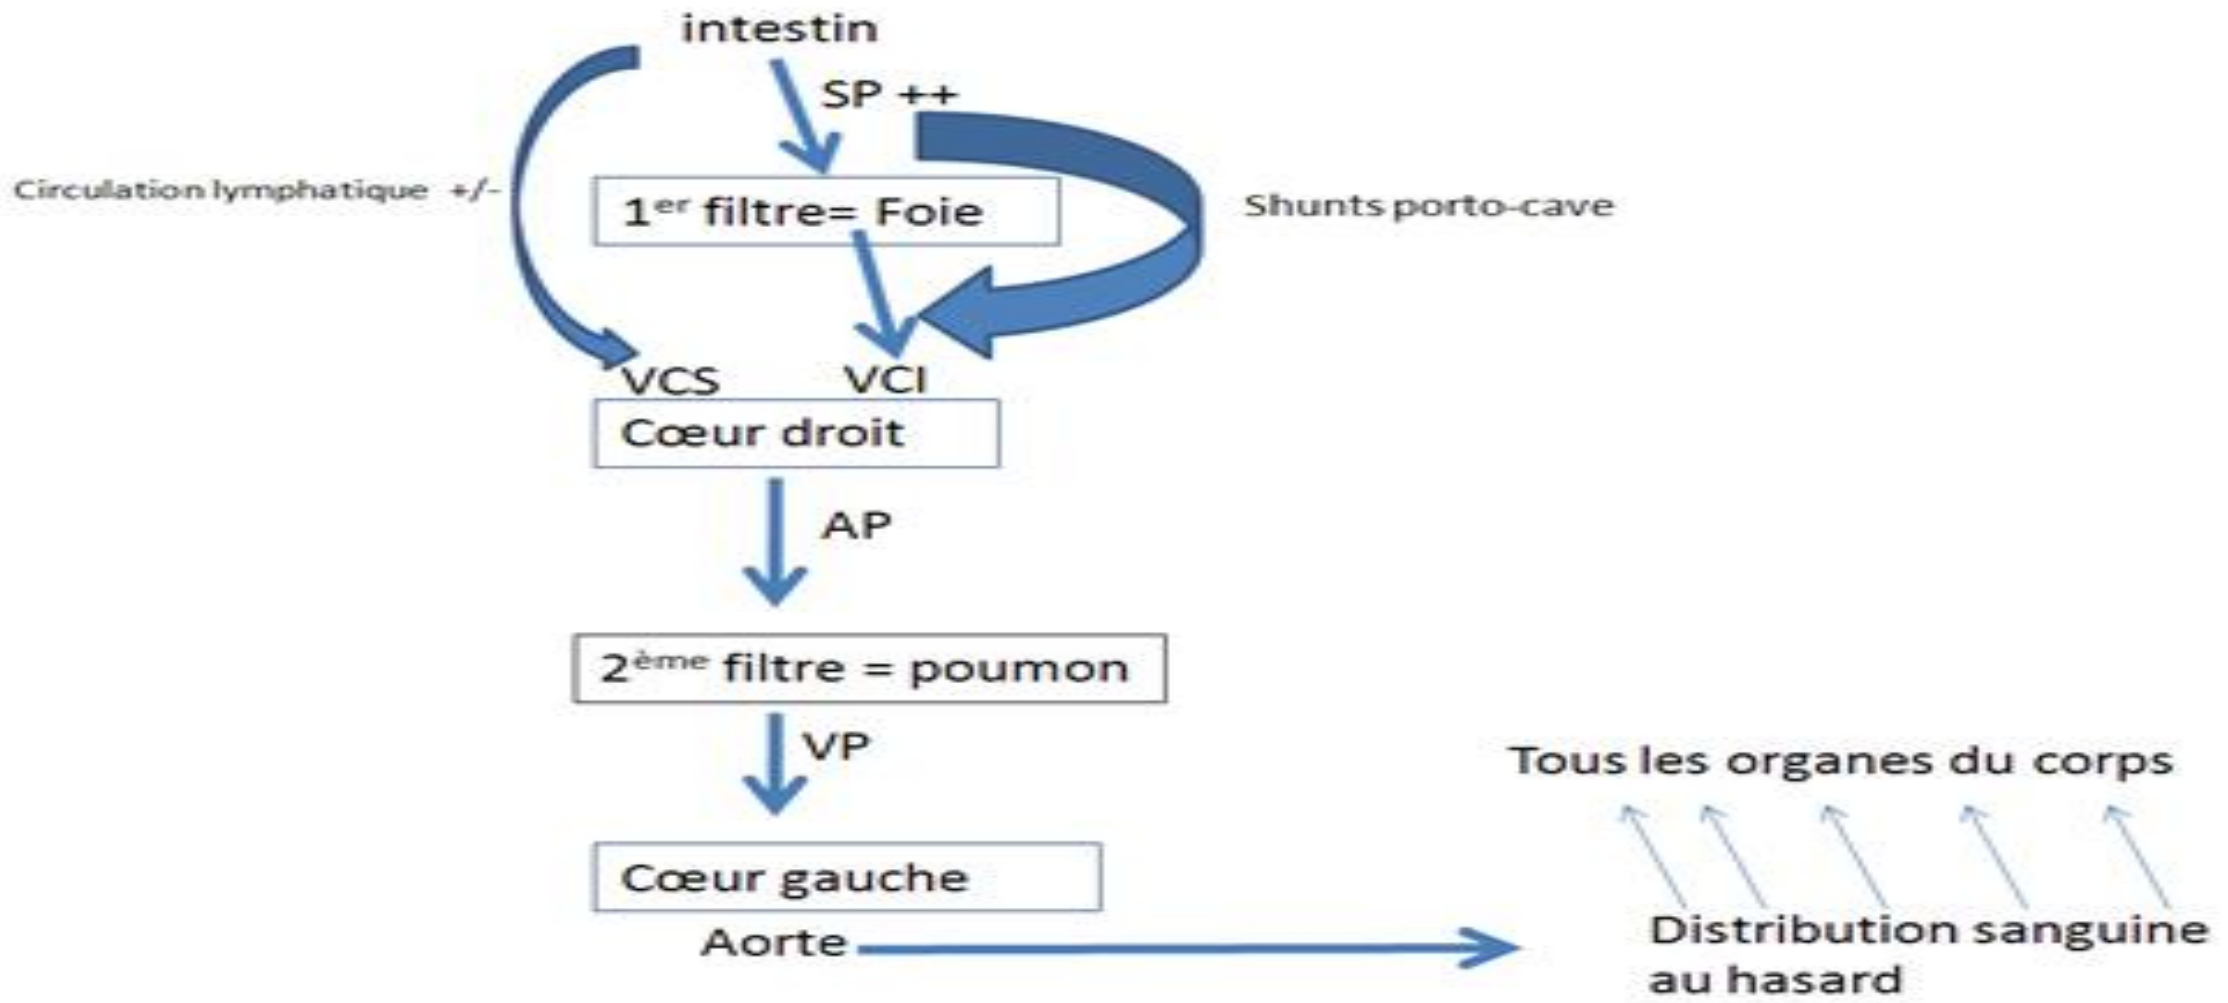 intestin
SP ++
Circulation lymphatique +/-
1er filtre= Foie
Shunts porto-cave
VCS VCI
Cœur droit
AP
2ème filtre = poumon
VP
Tous les organes du corps
Cœur gauche
Aorte
Distribution sanguine
au hasard